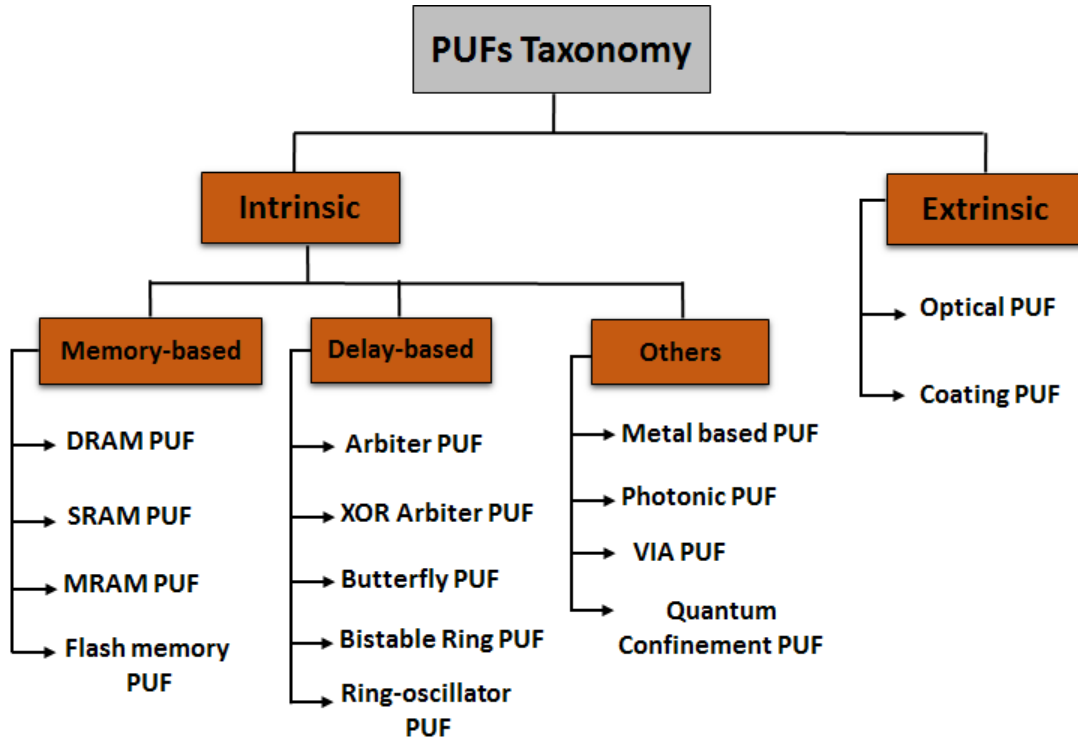 PUFs Taxonomy
Intrinsic
Extrinsic
Memory-based
DRAM PUF
SRAM PUF
MRAM PUF
Flash memory
PUF
Delay-based
Arbiter PUF
XOR Arbiter PUF
Butterfly PUF
Bistable Ring PUF
Ring-oscillator
PUF
Others
Metal based PUF
Photonic PUF
VIA PUF
Quantum
Confinement PUF
Optical PUF
Coating PUF